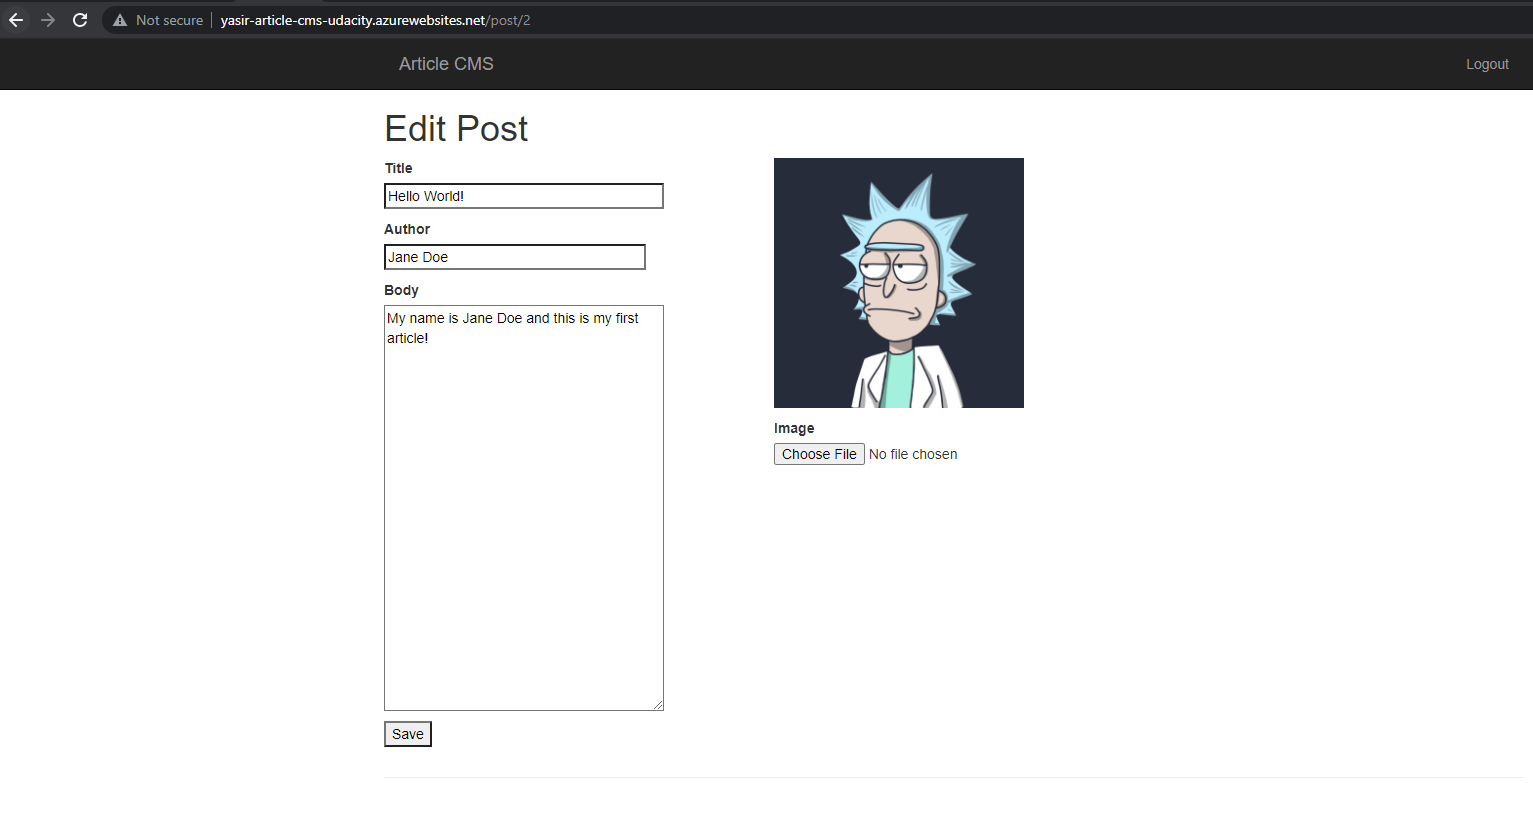 Not secure | yasir-article-cms-udacity.azurewebsites.net/post/2
Article CMS
Logout
Edit Post
Title
Hello World!
Author
Jane Doe
Body
My name is Jane Doe and this is my first
article!
Save
Image
Choose File No file chosen